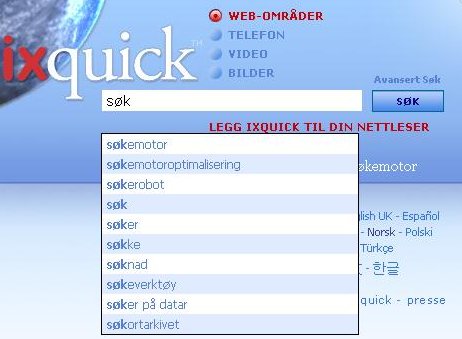 WEB-OMRÅDER
TELEFON
VIDEO
BILDER
ixquick™
Avansert Søk
søk
SØK
LEGG IXQUICK TIL DIN NETTLESER
søkemotor
søkemotoroptimalisering
søkemotor
søkerobot
søk
søker
lish UK - Español
søkke
- Norsk - Polski
Türkçe
søknad
- 한글
søkeverktøy
søker på datar
quick - presse
søkortarkivet